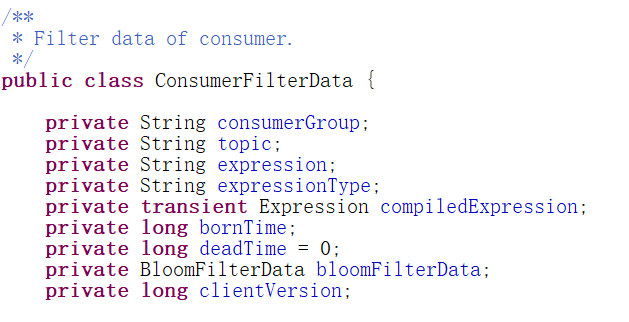 /**
 * Filter data of consumer.
 */
public class ConsumerFilterData {
    private String consumerGroup;
    private String topic;
    private String expression;
    private String expressionType;
    private transient Expression compiledExpression;
    private long bornTime;
    private long deadTime = 0;
    private BloomFilterData bloomFilterData;
    private long clientVersion;